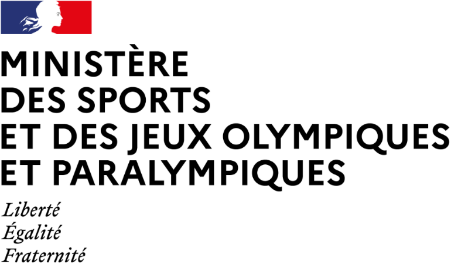 MINISTÈRE
DES SPORTS
ET DES JEUX OLYMPIQUES
ET PARALYMPIQUES
Liberté
Égalité
Fraternité